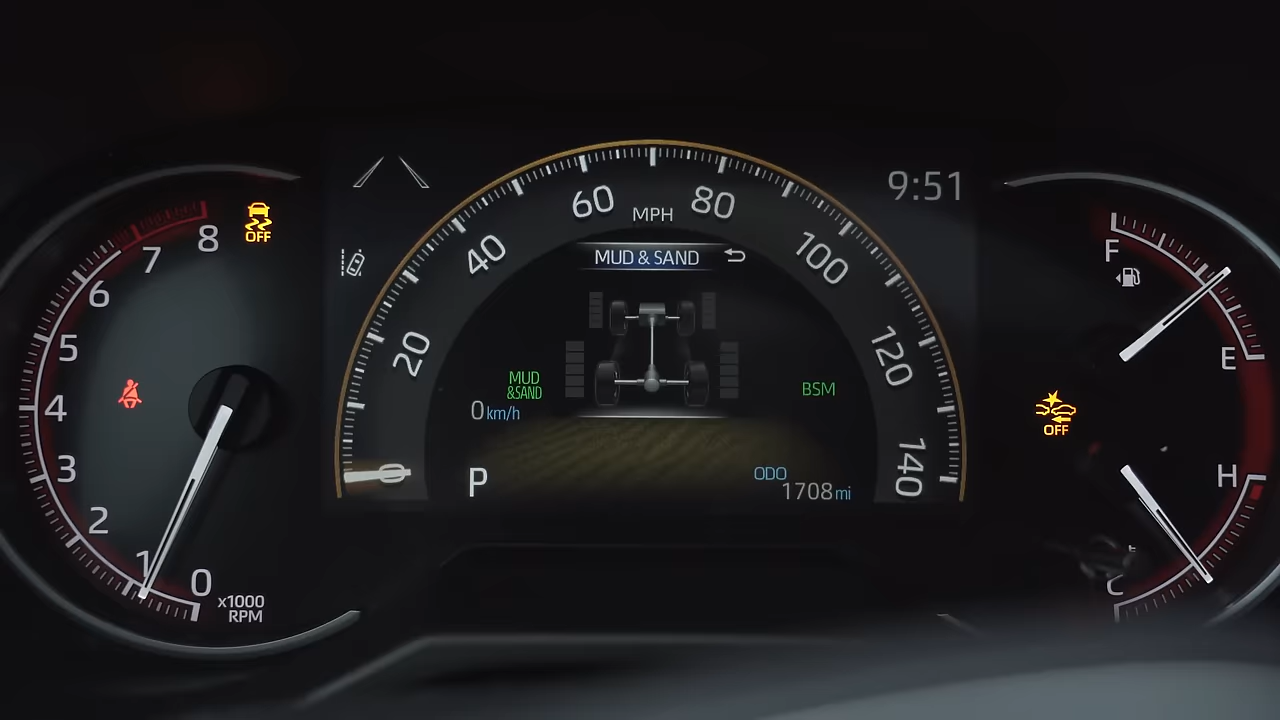 8
7
6
5
4
3
2
1
0
x1000
RPM
OFF
0
20
40
60
80
100
120
140
MPH
9:51
MUD & SAND
MUD
&SAND
0 km/h
BSM
P
ODO
1708 mi
F
E
OFF
H
C